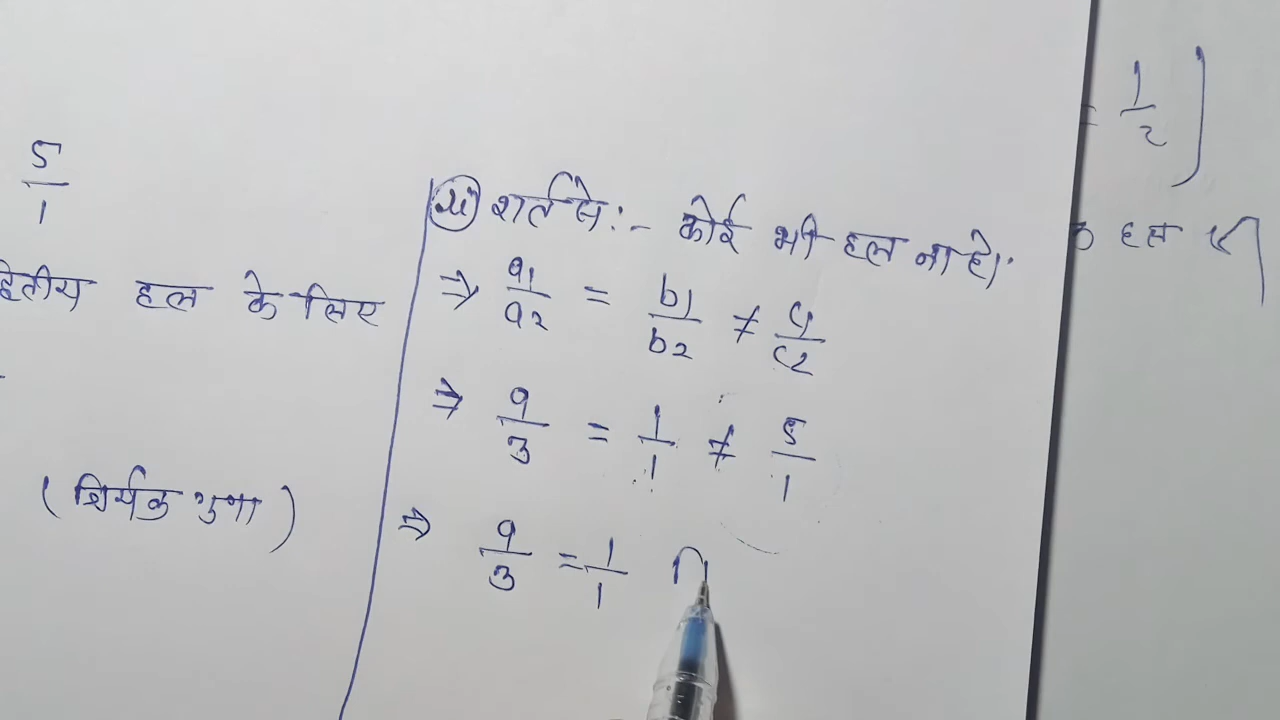 5/1
द्वितीय हल के लिए
(तिर्यक गुणा)
(ii) शर्त से :- कोई भी हल ना हो।
⇒ a1/a2 = b1/b2 ≠ c1/c2
⇒ a/3 = 1/1 ≠ 5/1
⇒ a/3 = 1/1
= 1/2 )
हल